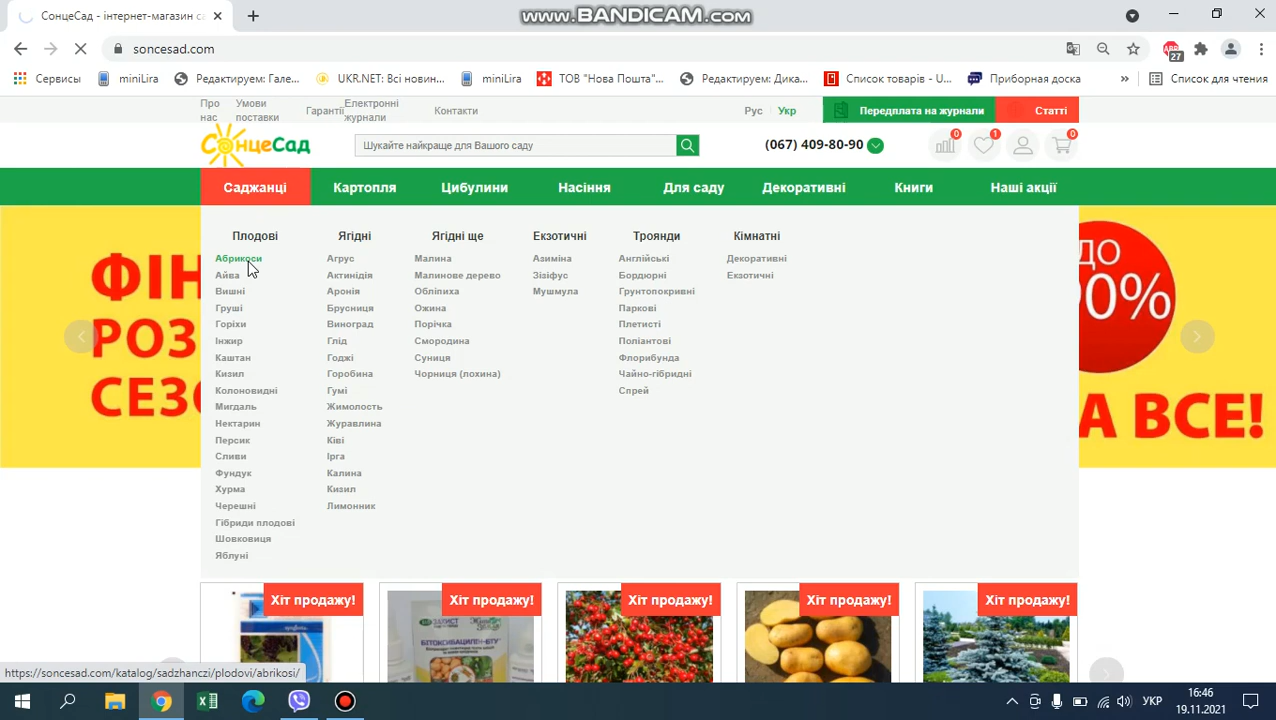 СонцеСад - інтернет-магазин са
www.BANDICAM.com
soncesad.com
27
Сервисы
miniLira
Редактируем: Гале...
UKR.NET: Всі новин...
miniLira
ТОВ "Нова Пошта"...
Редактируем: Дика...
Список товарів - U...
Приборная доска
»
Список для чтения
Про нас
Умови поставки
Гарантії
Електронні журнали
Контакти
Рус
Укр
Передплата на журнали
Статті
СонцеСад
Шукайте найкраще для Вашого саду
(067) 409-80-90
0
1
0
Саджанці
Картопля
Цибулини
Насіння
Для саду
Декоративні
Книги
Наші акції
Плодові
Абрикоси
Айва
Вишні
Груші
Горіхи
Інжир
Каштан
Кизил
Колоновидні
Мигдаль
Нектарин
Персик
Сливи
Фундук
Хурма
Черешні
Гібриди плодові
Шовковиця
Яблуні
Ягідні
Агрус
Актинідія
Аронія
Брусниця
Виноград
Глід
Годжі
Горобина
Гумі
Жимолость
Журавлина
Ківі
Ірга
Калина
Кизил
Лимонник
Ягідні ще
Малина
Малинове дерево
Обліпиха
Ожина
Порічка
Смородина
Суниця
Чорниця (лохина)
Екзотичні
Азиміна
Зізіфус
Мушмула
Троянди
Англійські
Бордюрні
Грунтопокривні
Паркові
Плетисті
Поліантові
Флорибунда
Чайно-гібридні
Спрей
Кімнатні
Декоративні
Екзотичні
ФІН
РОЗ
СЕЗО
ДО
0%
А ВСЕ!
Хіт продажу!
Хіт продажу!
Хіт продажу!
Хіт продажу!
Хіт продажу!
БІТОКСИБАЦИЛІН-БТУ
https://soncesad.com/katalog/sadzhanczi/plodovi/abrikosi/
УКР
16:46
19.11.2021